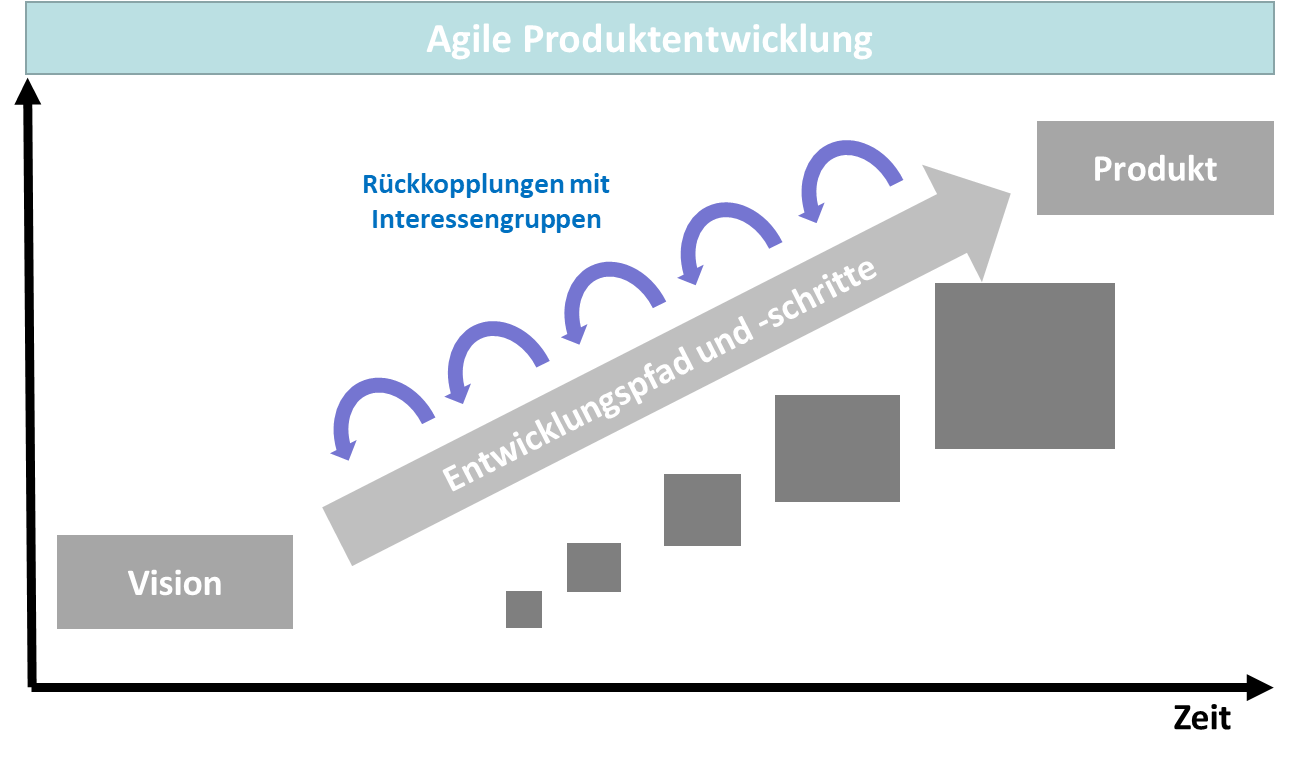 Agile Produktentwicklung
Rückkopplungen mit
Interessengruppen
Produkt
Entwicklungspfad und -schritte
Vision
Zeit